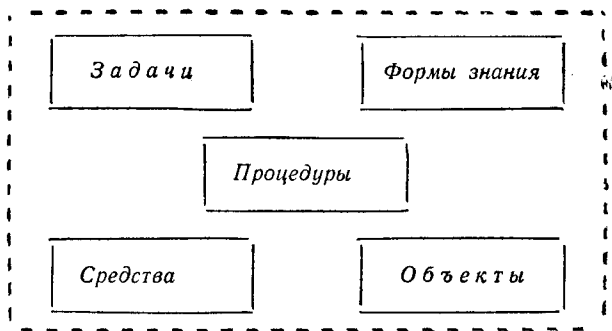 Задачи
Формы знания
Процедуры
Средства
Объекты